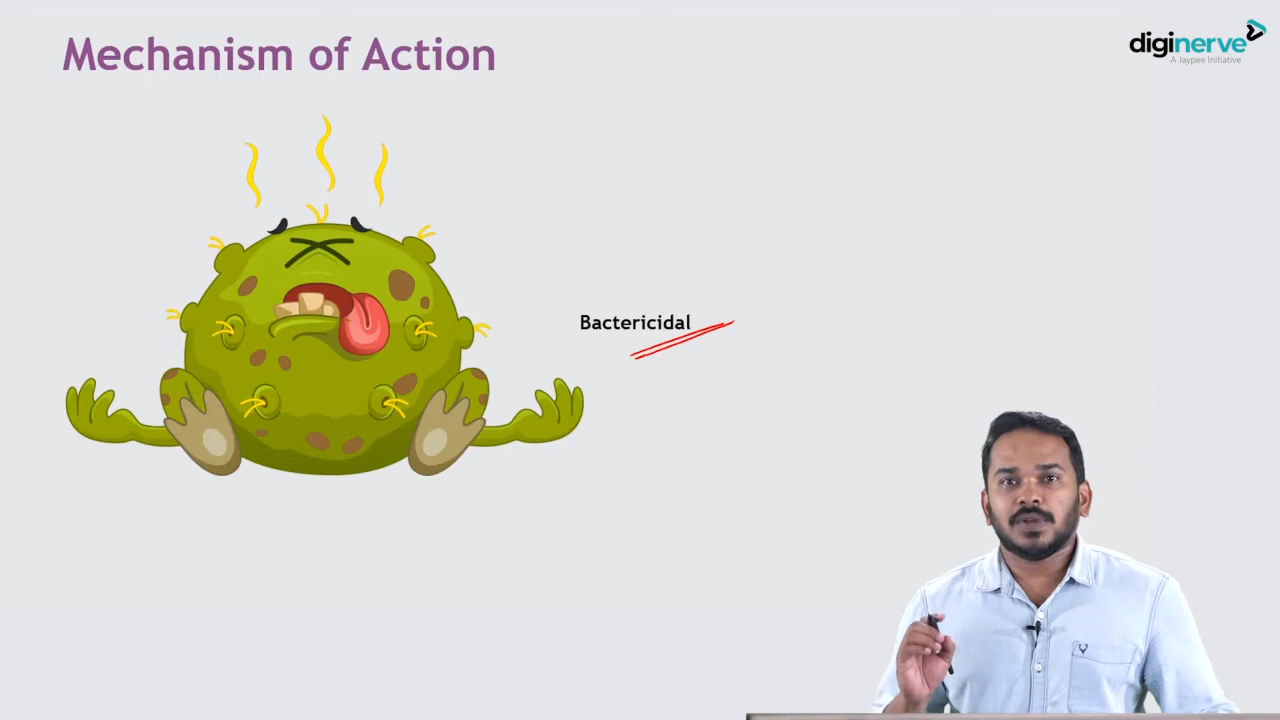 Mechanism of Action
diginerve
A Jaypee Initiative
Bactericidal